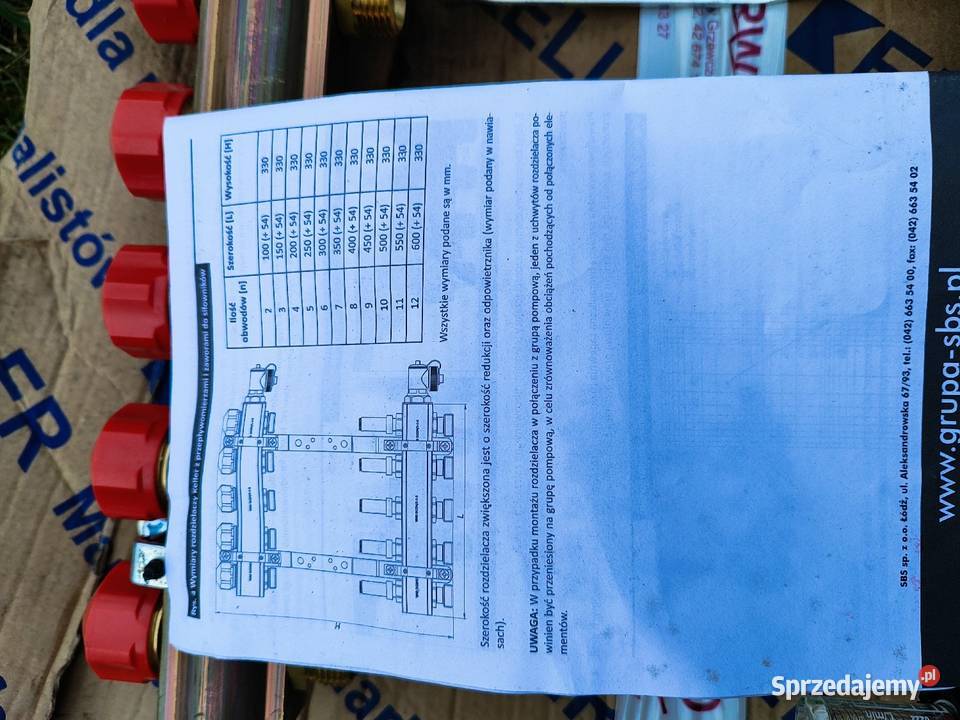 Rys. 4 Wymiary rozdzielaczy Keller z przepływomierzami i zaworami do siłowników
Ilość obwodów [n] Szerokość [L] Wysokość [H]
2 100 (+ 54) 330
3 150 (+ 54) 330
4 200 (+ 54) 330
5 250 (+ 54) 330
6 300 (+ 54) 330
7 350 (+ 54) 330
8 400 (+ 54) 330
9 450 (+ 54) 330
10 500 (+ 54) 330
11 550 (+ 54) 330
12 600 (+ 54) 330
H
L
Wszystkie wymiary podane są w mm.
Szerokość rozdzielacza zwiększona jest o szerokość redukcji oraz odpowietrznika (wymiar podany w nawia-
sach).
UWAGA: W przypadku montażu rozdzielacza w połączeniu z grupą pompową, jeden z uchwytów rozdzielacza po-
winien być przeniesiony na grupę pompową, w celu zrównoważenia obciążeń pochodzących od połączonych ele-
mentów.
SBS sp. z o.o. Łódź, ul. Aleksandrowska 67/93, tel.: (042) 663 54 00, fax: (042) 663 54 02
www.grupa-sbs.pl
dla
alistów
ER
KE
Sprzedajemy.pl